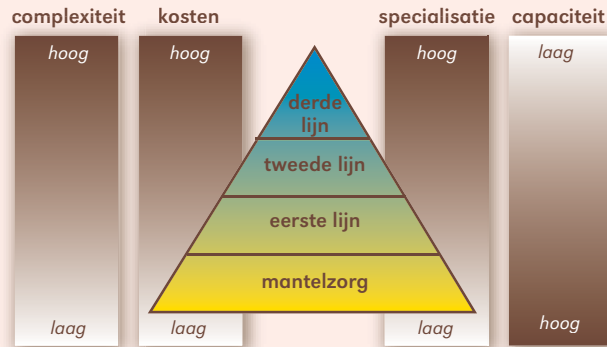 complexiteit kosten specialisatie capaciteit
hoog hoog hoog laag
derde
lijn
tweede lijn
eerste lijn
mantelzorg
laag laag laag hoog